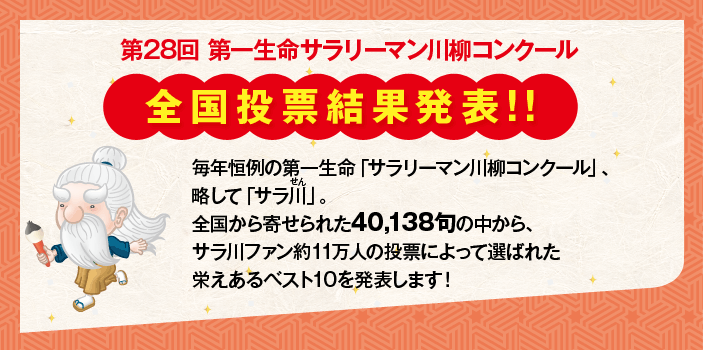 第28回 第一生命サラリーマン川柳コンクール
全国投票結果発表!!
毎年恒例の第一生命「サラリーマン川柳コンクール」、
せん
略して「サラ川」。
全国から寄せられた40,138句の中から、
サラ川ファン約11万人の投票によって選ばれた
栄えあるベスト10を発表します!